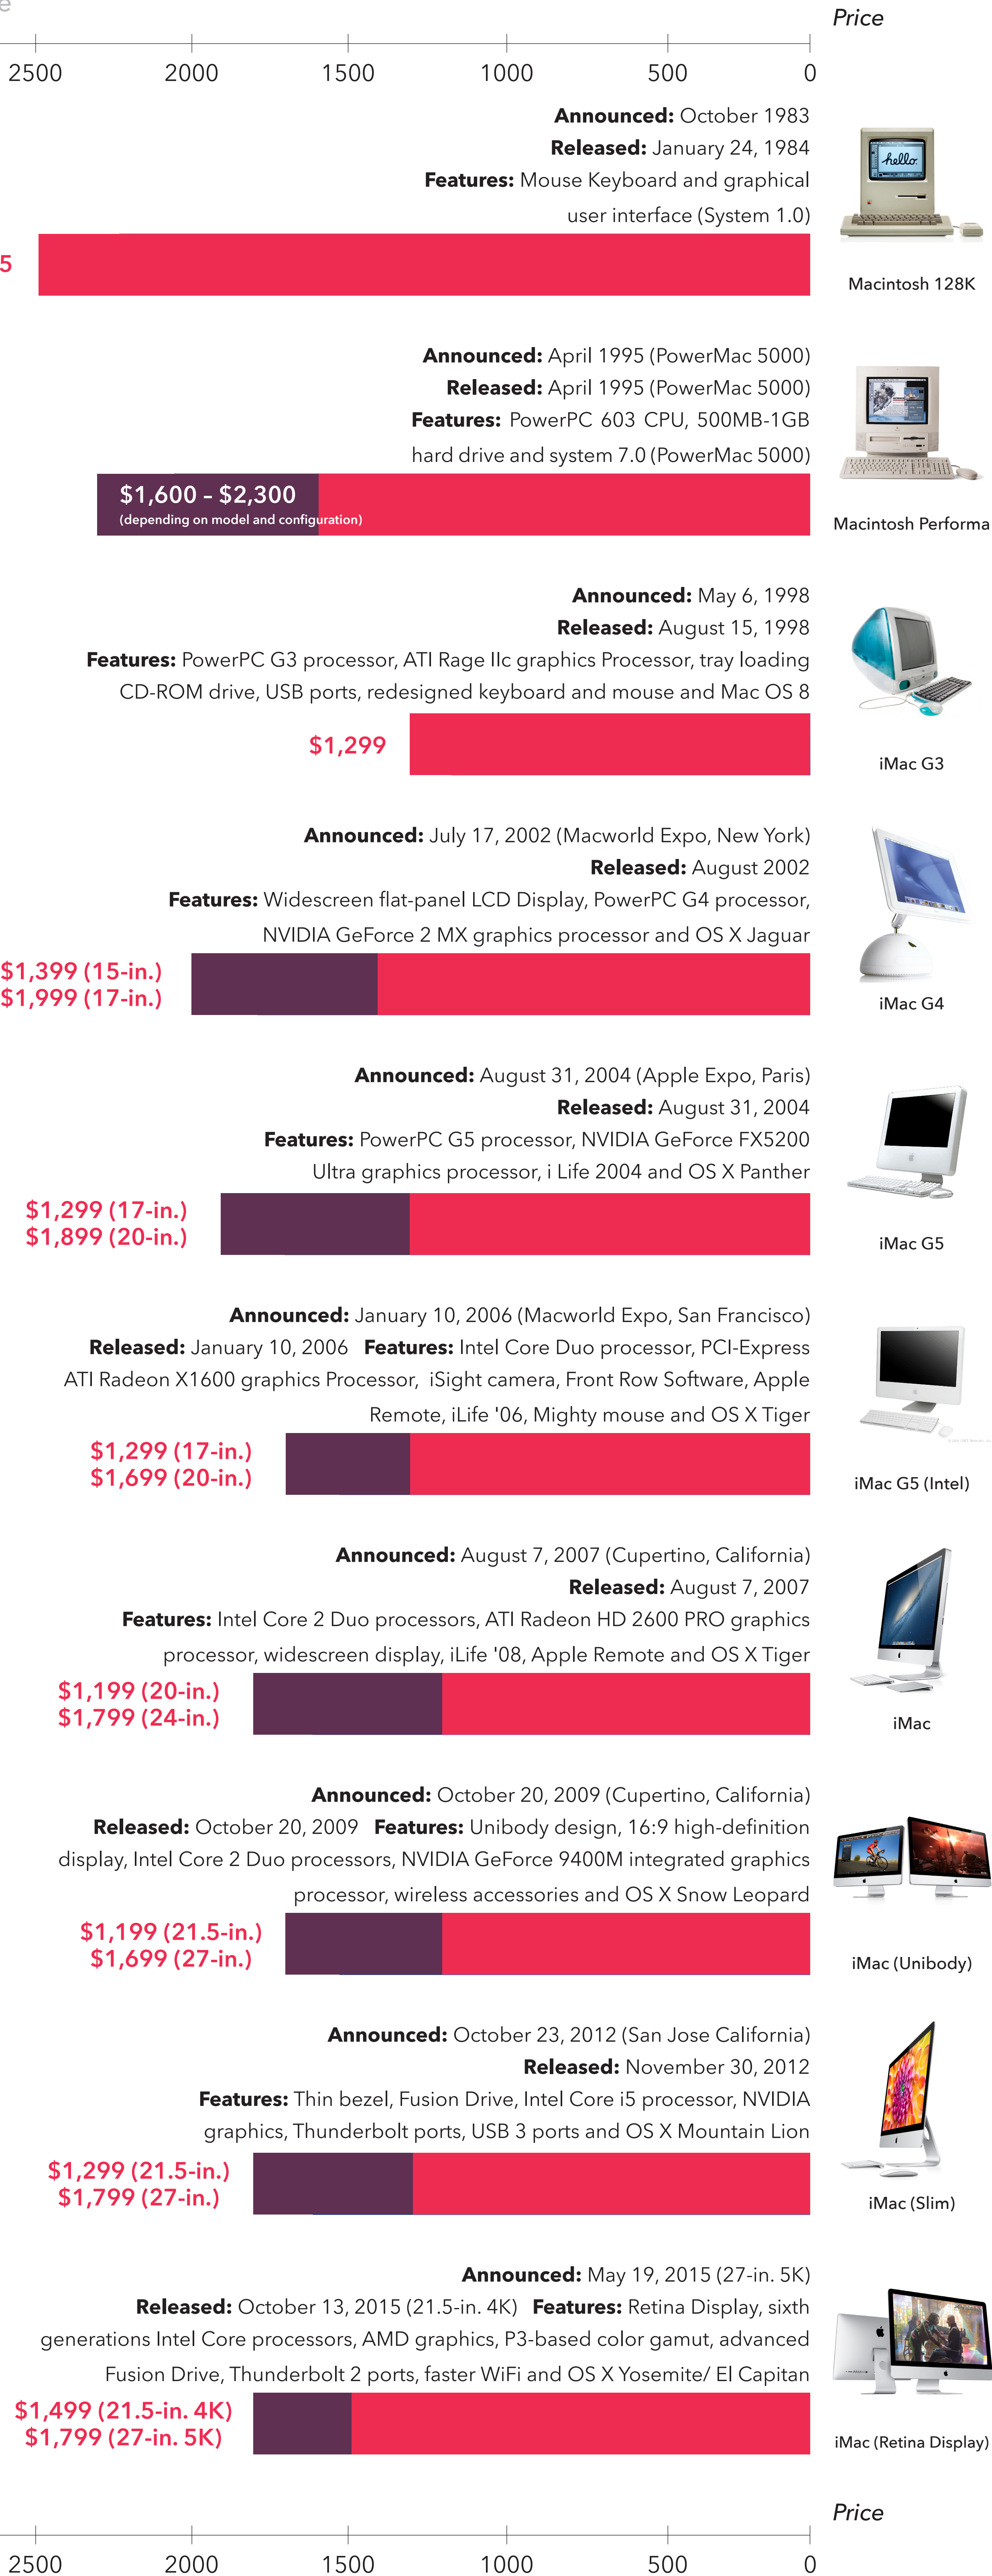 Price
2500 2000 1500 1000 500 0
Announced: October 1983
Released: January 24, 1984
Features: Mouse Keyboard and graphical
user interface (System 1.0)
5
hello.
Macintosh 128K
Announced: April 1995 (PowerMac 5000)
Released: April 1995 (PowerMac 5000)
Features: PowerPC 603 CPU, 500MB-1GB
hard drive and system 7.0 (PowerMac 5000)
$1,600 – $2,300
(depending on model and configuration)
Macintosh Performa
Announced: May 6, 1998
Released: August 15, 1998
Features: PowerPC G3 processor, ATI Rage IIc graphics Processor, tray loading
CD-ROM drive, USB ports, redesigned keyboard and mouse and Mac OS 8
$1,299
iMac G3
Announced: July 17, 2002 (Macworld Expo, New York)
Released: August 2002
Features: Widescreen flat-panel LCD Display, PowerPC G4 processor,
NVIDIA GeForce 2 MX graphics processor and OS X Jaguar
$1,399 (15-in.)
$1,999 (17-in.)
iMac G4
Announced: August 31, 2004 (Apple Expo, Paris)
Released: August 31, 2004
Features: PowerPC G5 processor, NVIDIA GeForce FX5200
Ultra graphics processor, i Life 2004 and OS X Panther
$1,299 (17-in.)
$1,899 (20-in.)
iMac G5
Announced: January 10, 2006 (Macworld Expo, San Francisco)
Released: January 10, 2006 Features: Intel Core Duo processor, PCI-Express
ATI Radeon X1600 graphics Processor, iSight camera, Front Row Software, Apple
Remote, iLife '06, Mighty mouse and OS X Tiger
$1,299 (17-in.)
$1,699 (20-in.)
iMac G5 (Intel)
Announced: August 7, 2007 (Cupertino, California)
Released: August 7, 2007
Features: Intel Core 2 Duo processors, ATI Radeon HD 2600 PRO graphics
processor, widescreen display, iLife '08, Apple Remote and OS X Tiger
$1,199 (20-in.)
$1,799 (24-in.)
iMac
Announced: October 20, 2009 (Cupertino, California)
Released: October 20, 2009 Features: Unibody design, 16:9 high-definition
display, Intel Core 2 Duo processors, NVIDIA GeForce 9400M integrated graphics
processor, wireless accessories and OS X Snow Leopard
$1,199 (21.5-in.)
$1,699 (27-in.)
iMac (Unibody)
Announced: October 23, 2012 (San Jose California)
Released: November 30, 2012
Features: Thin bezel, Fusion Drive, Intel Core i5 processor, NVIDIA
graphics, Thunderbolt ports, USB 3 ports and OS X Mountain Lion
$1,299 (21.5-in.)
$1,799 (27-in.)
iMac (Slim)
Announced: May 19, 2015 (27-in. 5K)
Released: October 13, 2015 (21.5-in. 4K) Features: Retina Display, sixth
generations Intel Core processors, AMD graphics, P3-based color gamut, advanced
Fusion Drive, Thunderbolt 2 ports, faster WiFi and OS X Yosemite/ El Capitan
$1,499 (21.5-in. 4K)
$1,799 (27-in. 5K)
iMac (Retina Display)
Price
2500 2000 1500 1000 500 0